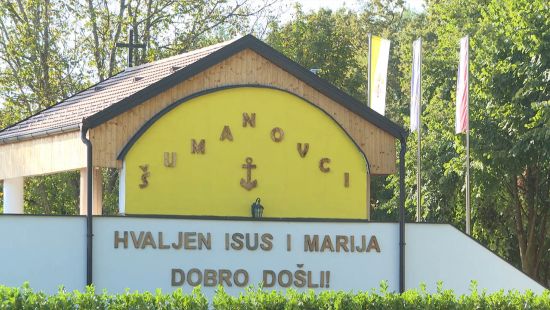 ŠUMANOVCI
HVALJEN ISUS I MARIJA
DOBRO DOŠLI!